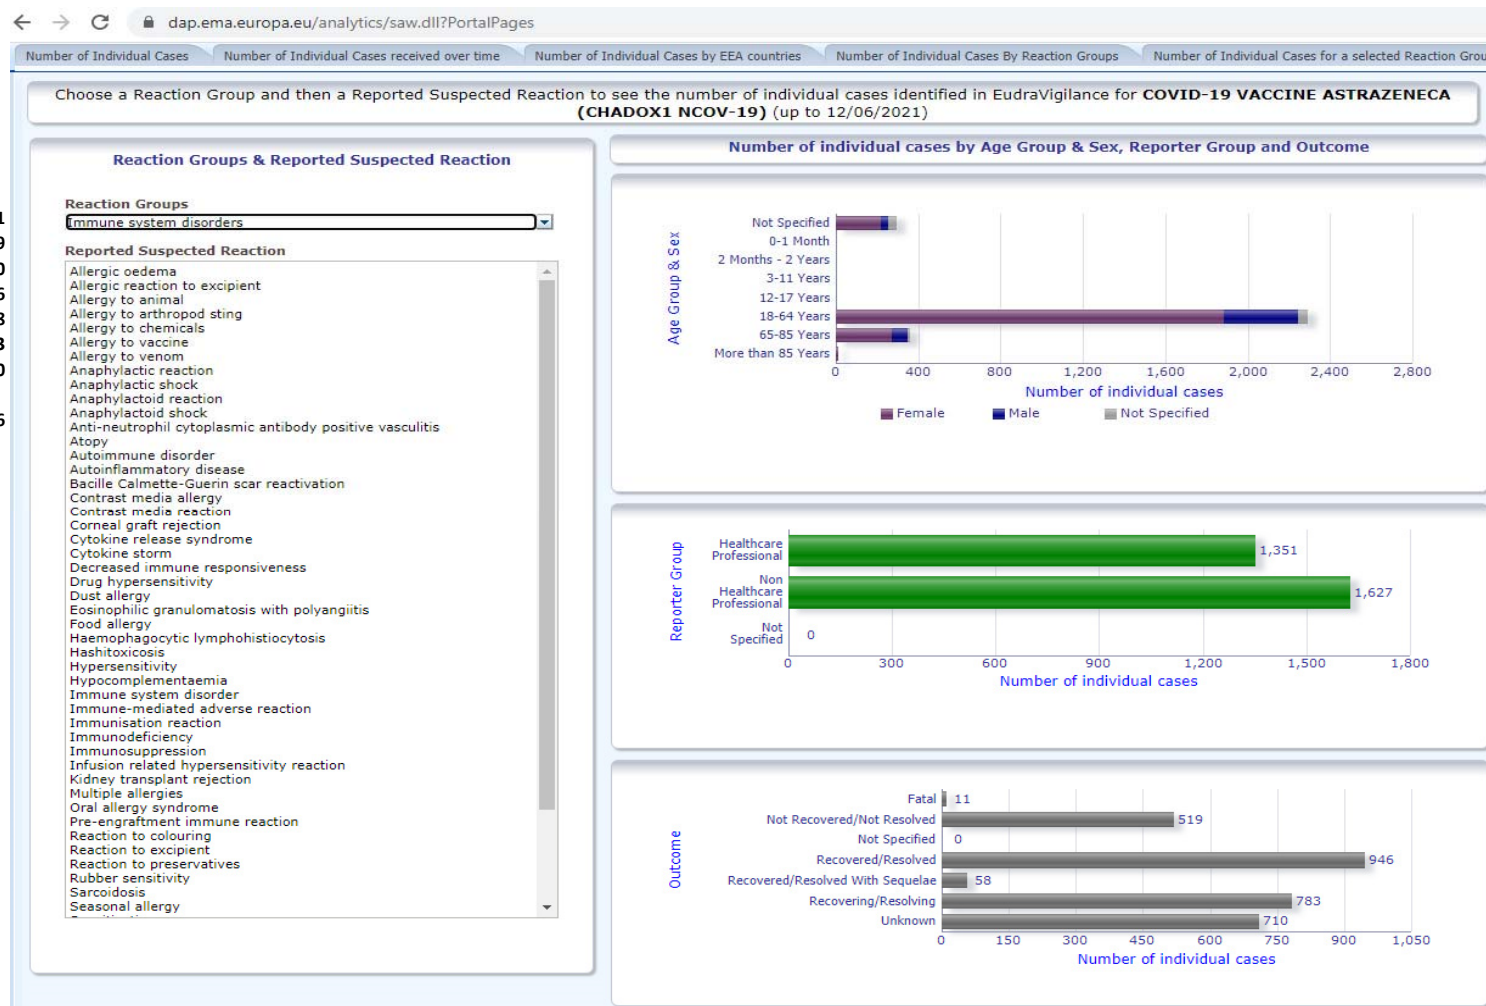 dap.ema.europa.eu/analytics/saw.dll?PortalPages
Number of Individual Cases
Number of Individual Cases received over time
Number of Individual Cases by EEA countries
Number of Individual Cases By Reaction Groups
Number of Individual Cases for a selected Reaction Grou
Choose a Reaction Group and then a Reported Suspected Reaction to see the number of individual cases identified in EudraVigilance for COVID-19 VACCINE ASTRAZENECA
(CHADOX1 NCOV-19) (up to 12/06/2021)
Reaction Groups & Reported Suspected Reaction
Reaction Groups
Immune system disorders
Reported Suspected Reaction
Allergic oedema
Allergic reaction to excipient
Allergy to animal
Allergy to arthropod sting
Allergy to chemicals
Allergy to vaccine
Allergy to venom
Anaphylactic reaction
Anaphylactic shock
Anaphylactoid reaction
Anaphylactoid shock
Anti-neutrophil cytoplasmic antibody positive vasculitis
Atopy
Autoimmune disorder
Autoinflammatory disease
Bacille Calmette-Guerin scar reactivation
Contrast media allergy
Contrast media reaction
Corneal graft rejection
Cytokine release syndrome
Cytokine storm
Decreased immune responsiveness
Drug hypersensitivity
Dust allergy
Eosinophilic granulomatosis with polyangiitis
Food allergy
Haemophagocytic lymphohistiocytosis
Hashitoxicosis
Hypersensitivity
Hypocomplementaemia
Immune system disorder
Immune-mediated adverse reaction
Immunisation reaction
Immunodeficiency
Immunosuppression
Infusion related hypersensitivity reaction
Kidney transplant rejection
Multiple allergies
Oral allergy syndrome
Pre-engraftment immune reaction
Reaction to colouring
Reaction to excipient
Reaction to preservatives
Rubber sensitivity
Sarcoidosis
Seasonal allergy
Number of individual cases by Age Group & Sex, Reporter Group and Outcome
Age Group & Sex
Not Specified
0-1 Month
2 Months - 2 Years
3-11 Years
12-17 Years
18-64 Years
65-85 Years
More than 85 Years
0 400 800 1,200 1,600 2,000 2,400 2,800
Number of individual cases
Female Male Not Specified
Reporter Group
Healthcare
Professional
1,351
Non
Healthcare
Professional
1,627
Not
Specified
0
0 300 600 900 1,200 1,500 1,800
Number of individual cases
Outcome
Fatal 11
Not Recovered/Not Resolved 519
Not Specified 0
Recovered/Resolved 946
Recovered/Resolved With Sequelae 58
Recovering/Resolving 783
Unknown 710
0 150 300 450 600 750 900 1,050
Number of individual cases